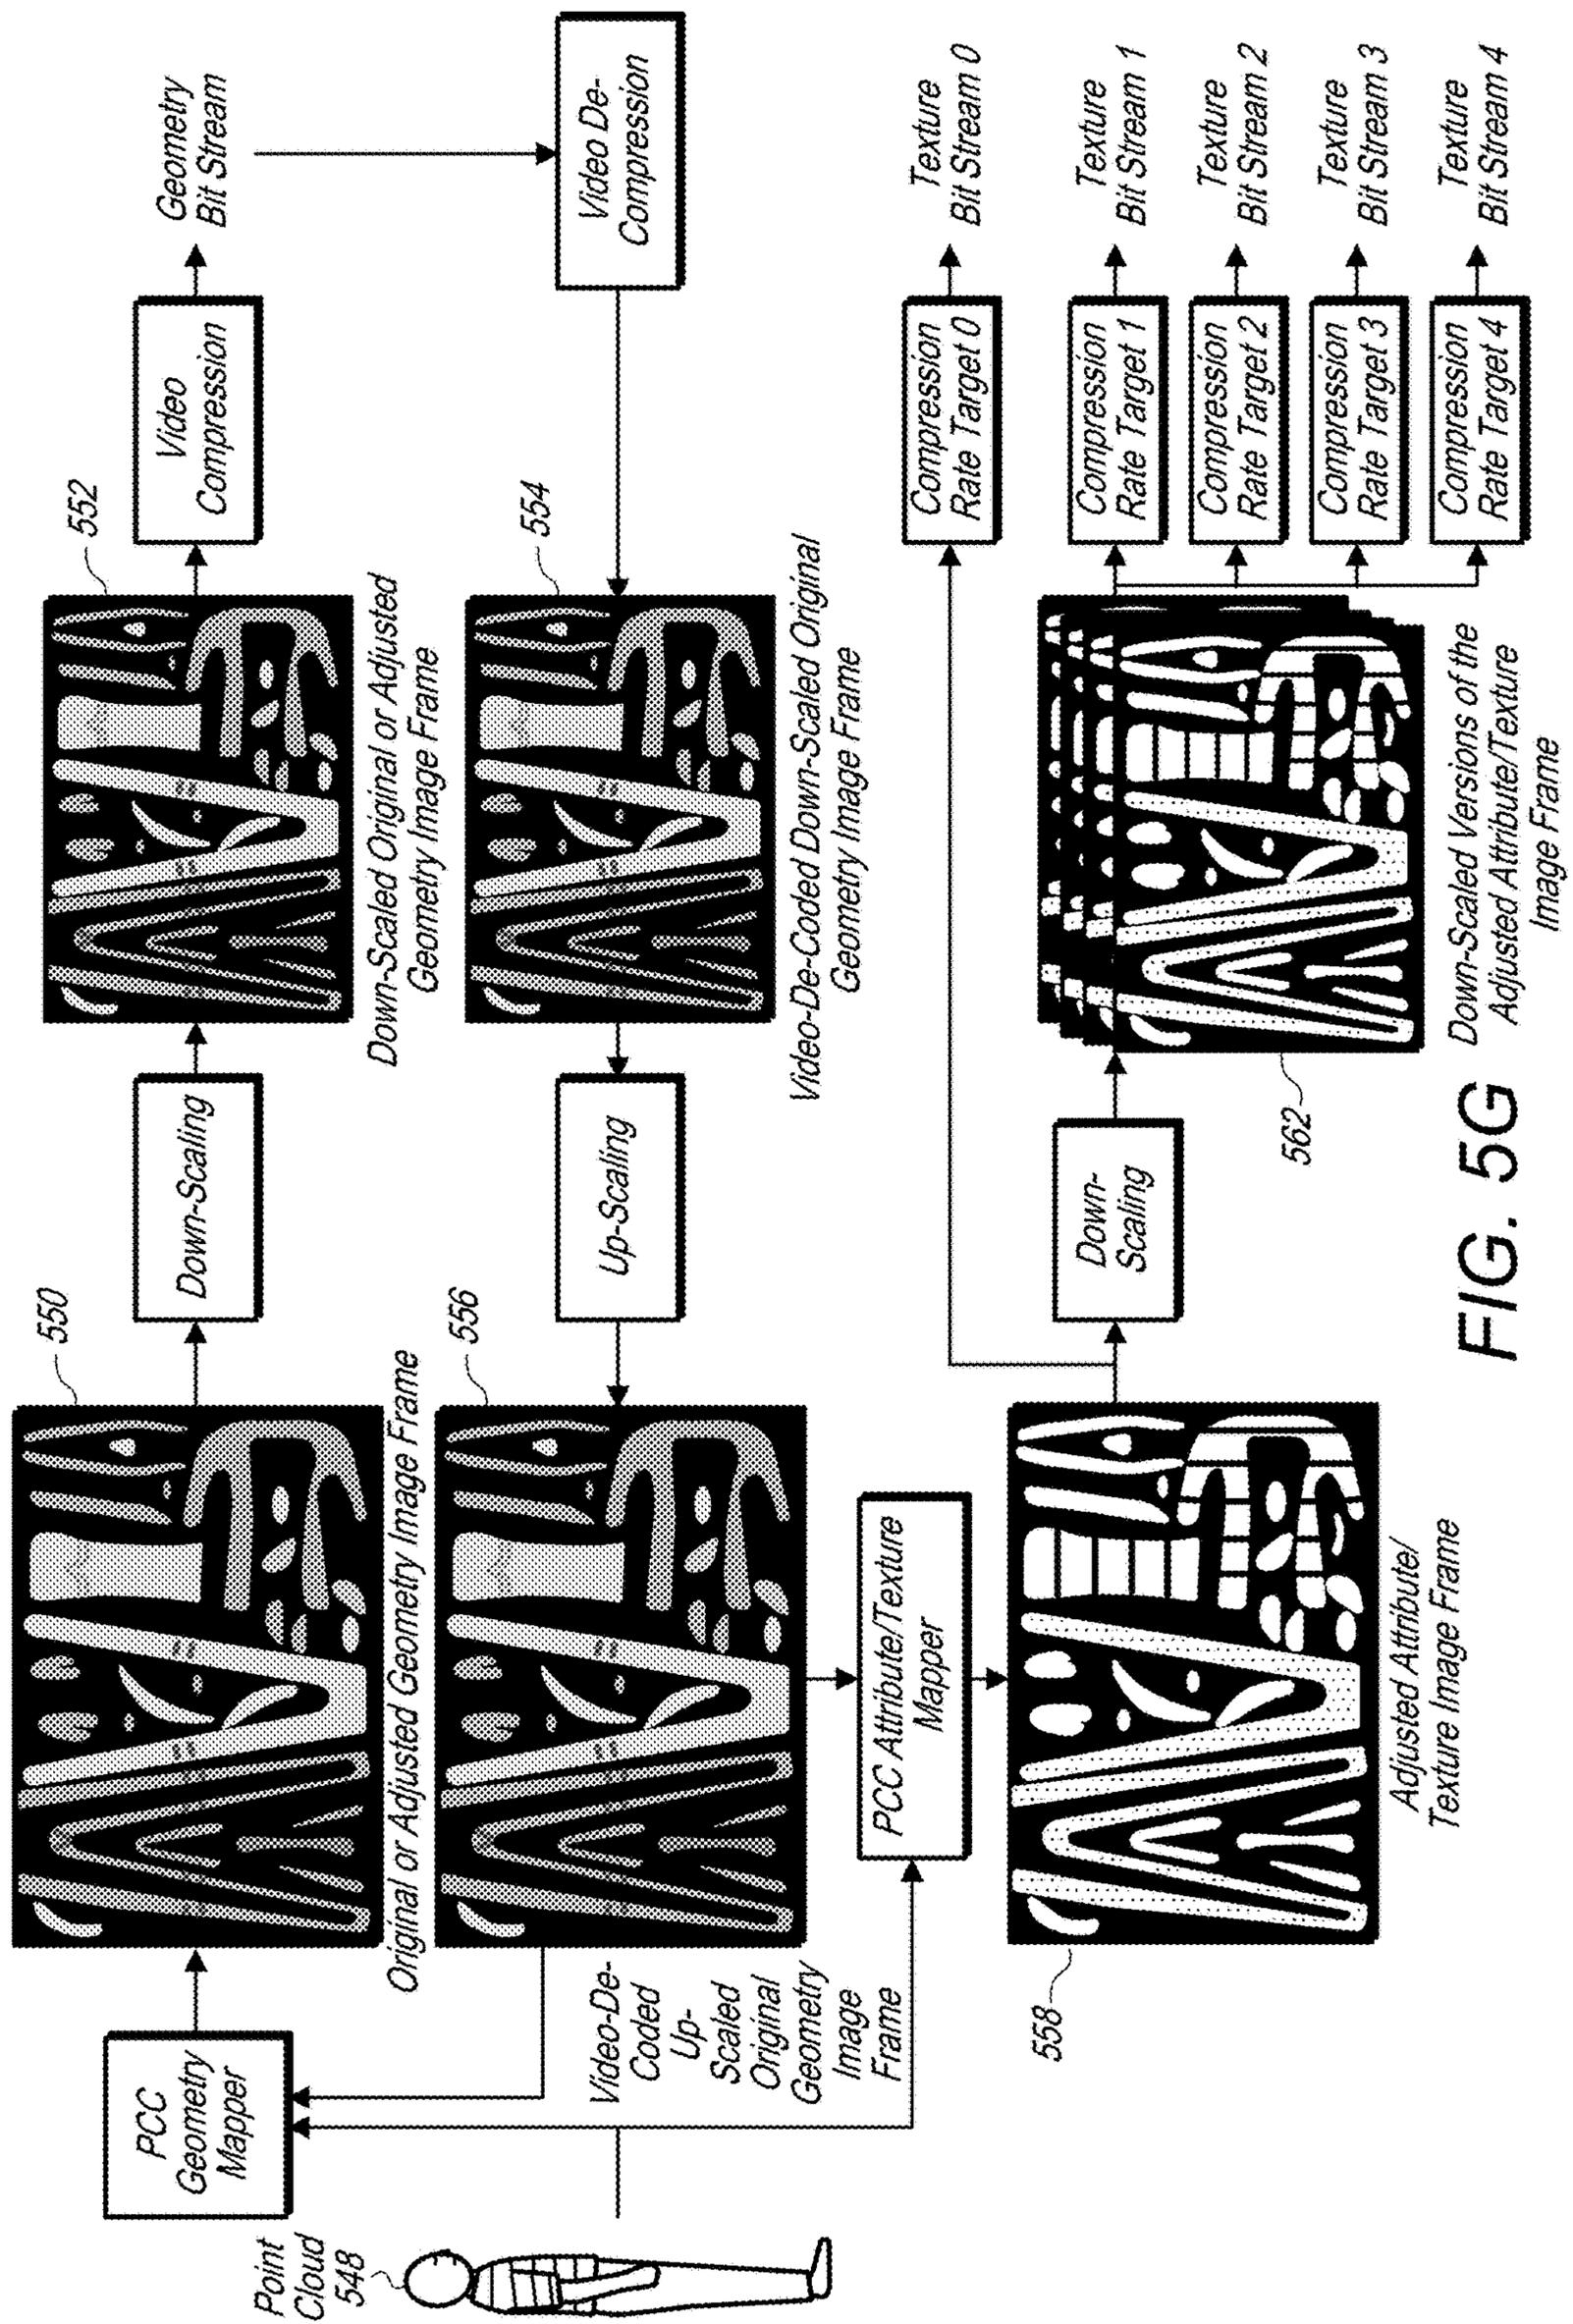 Point
Cloud
548
PCC
Geometry
Mapper
550
Original or Adjusted Geometry Image Frame
Down-Scaling
552
Down-Scaled Original or Adjusted
Geometry Image Frame
Video
Compression
Geometry
Bit Stream
Video De-
Compression
554
Video-De-Coded Down-Scaled Original
Geometry Image Frame
Up-Scaling
556
Video-De-
Coded
Up-
Scaled
Original
Geometry
Image
Frame
PCC Attribute/Texture
Mapper
558
Adjusted Attribute/
Texture Image Frame
Down-
Scaling
562
Down-Scaled Versions of the
Adjusted Attribute/Texture
Image Frame
Compression
Rate Target 0
Texture
Bit Stream 0
Compression
Rate Target 1
Texture
Bit Stream 1
Compression
Rate Target 2
Texture
Bit Stream 2
Compression
Rate Target 3
Texture
Bit Stream 3
Compression
Rate Target 4
Texture
Bit Stream 4
FIG. 5G